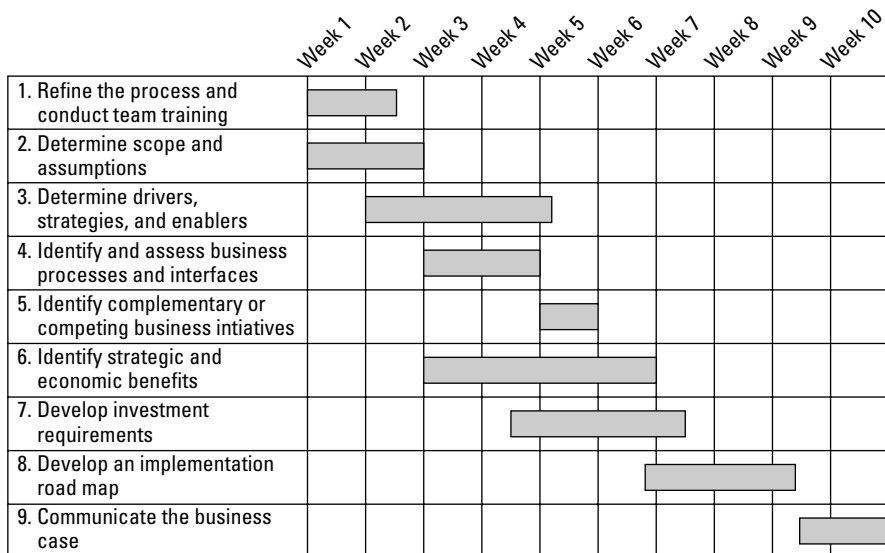 Week 1
Week 2
Week 3
Week 4
Week 5
Week 6
Week 7
Week 8
Week 9
Week 10
1. Refine the process and
conduct team training
2. Determine scope and
assumptions
3. Determine drivers,
strategies, and enablers
4. Identify and assess business
processes and interfaces
5. Identify complementary or
competing business intiatives
6. Identify strategic and
economic benefits
7. Develop investment
requirements
8. Develop an implementation
road map
9. Communicate the business
case